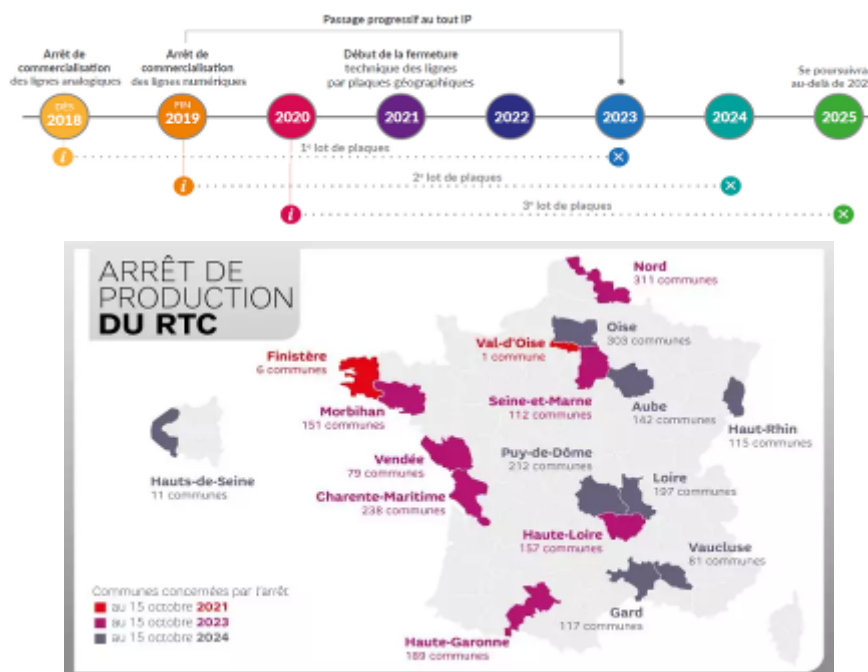 Passage progressif au tout IP
Arrêt de
commercialisation
des lignes analogiques
Arrêt de
commercialisation
des lignes numériques
Début de la fermeture
technique des lignes
par plaques géographiques
Se poursuivra
au-delà de 202
DÈS
2018
FIN
2019
2020
2021
2022
2023
2024
2025
1er lot de plaques
2e lot de plaques
3e lot de plaques
ARRÊT DE
PRODUCTION
DU RTC
Nord
311 communes
Oise
303 communes
Val-d'Oise
1 commune
Finistère
6 communes
Seine-et-Marne
112 communes
Aube
142 communes
Haut-Rhin
115 communes
Morbihan
151 communes
Hauts-de-Seine
11 communes
Vendée
79 communes
Puy-de-Dôme
212 communes
Loire
197 communes
Charente-Maritime
238 communes
Haute-Loire
157 communes
Vaucluse
81 communes
Gard
117 communes
Haute-Garonne
189 communes
Communes concernées par l'arrêt
au 15 octobre 2021
au 15 octobre 2023
au 15 octobre 2024